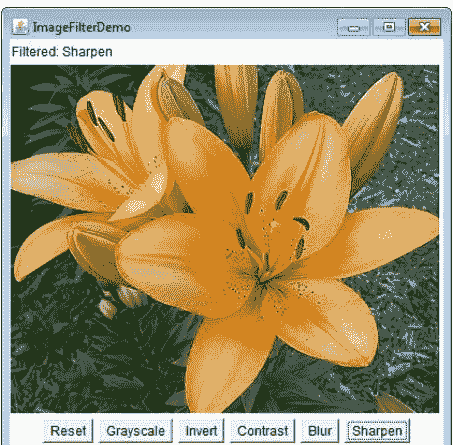 ImageFilterDemo
Filtered: Sharpen
Reset Grayscale Invert Contrast Blur Sharpen